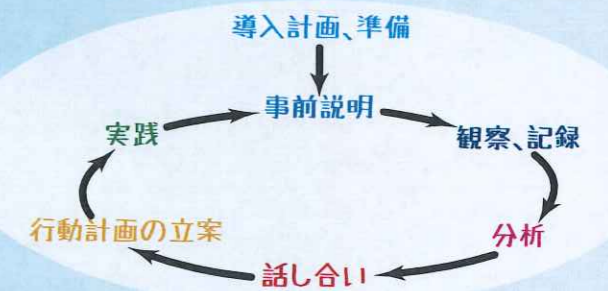 導入計画、準備
事前説明
観察、記録
分析
話し合い
行動計画の立案
実践